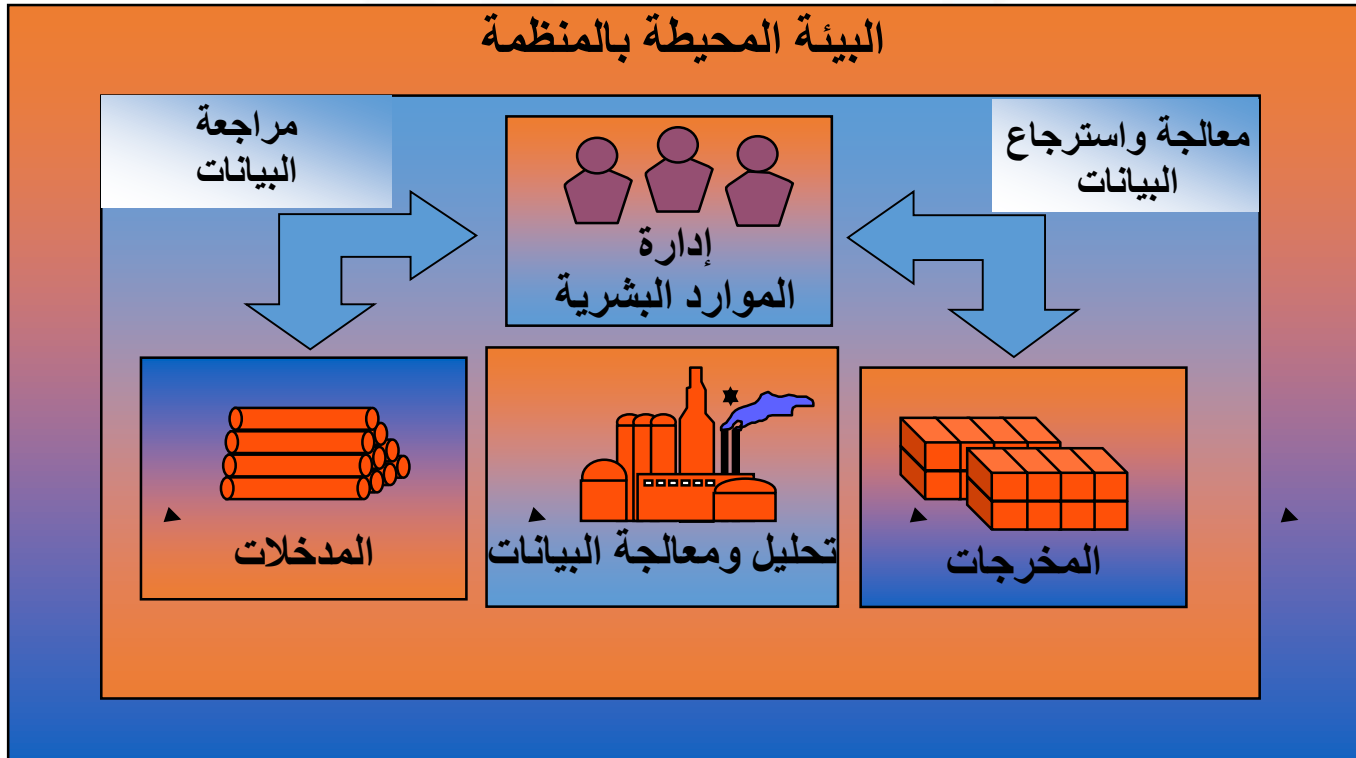 البيئة المحيطة بالمنظمة
معالجة واسترجاع
البيانات
مراجعة
البيانات
إدارة
الموارد البشرية
المخرجات
تحليل ومعالجة البيانات
المدخلات